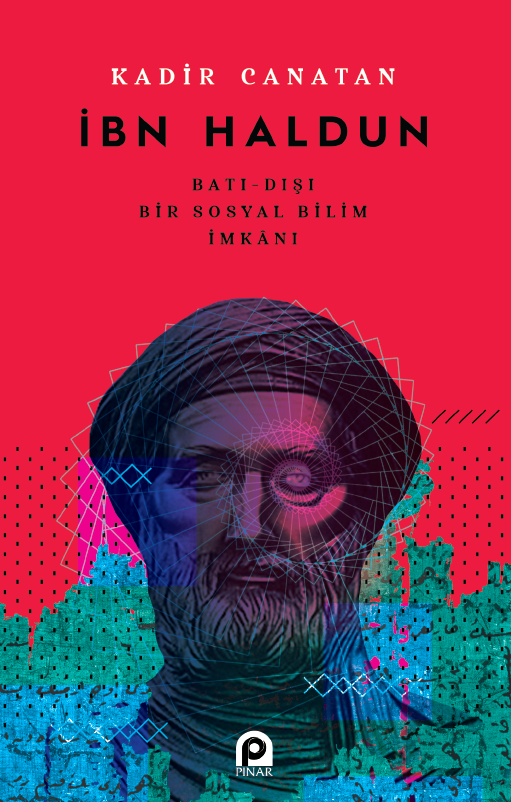 KADİR CANATAN
İBN HALDUN
BATI-DIŞI
BİR SOSYAL BİLİM
İMKÂNI
PINAR